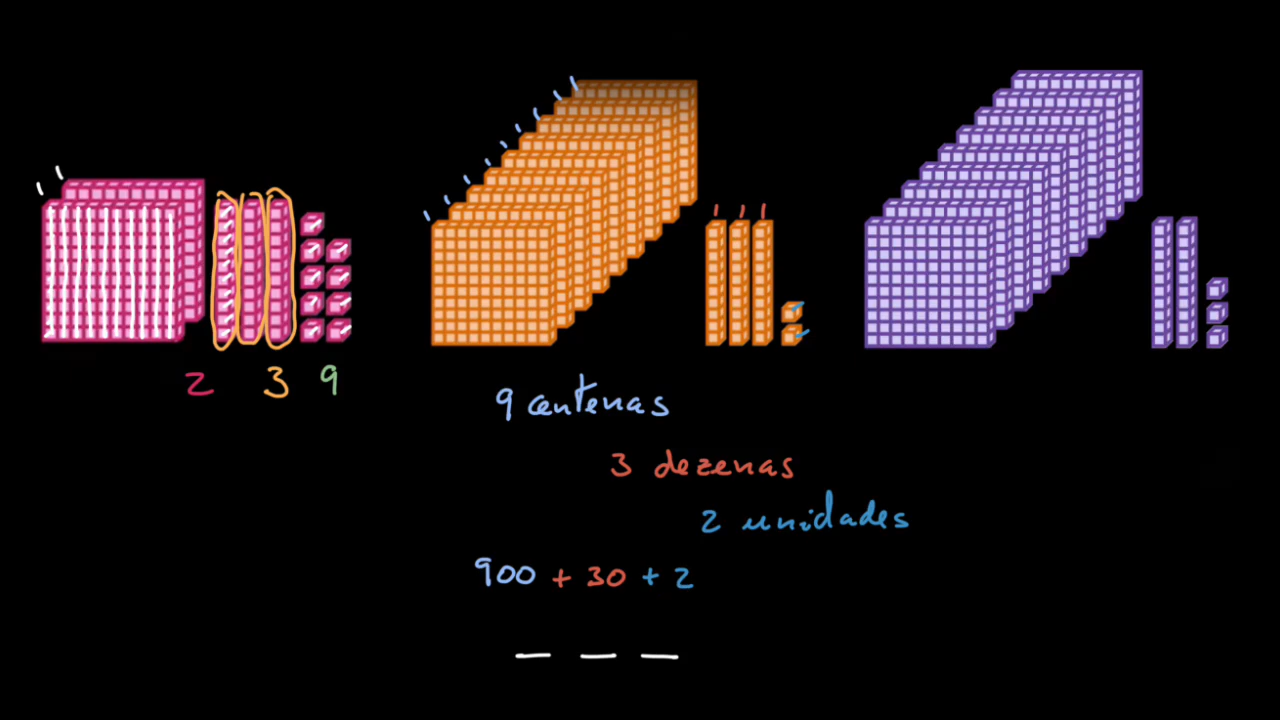 2 3 9
9 centenas
3 dezenas
2 unidades
900 + 30 + 2